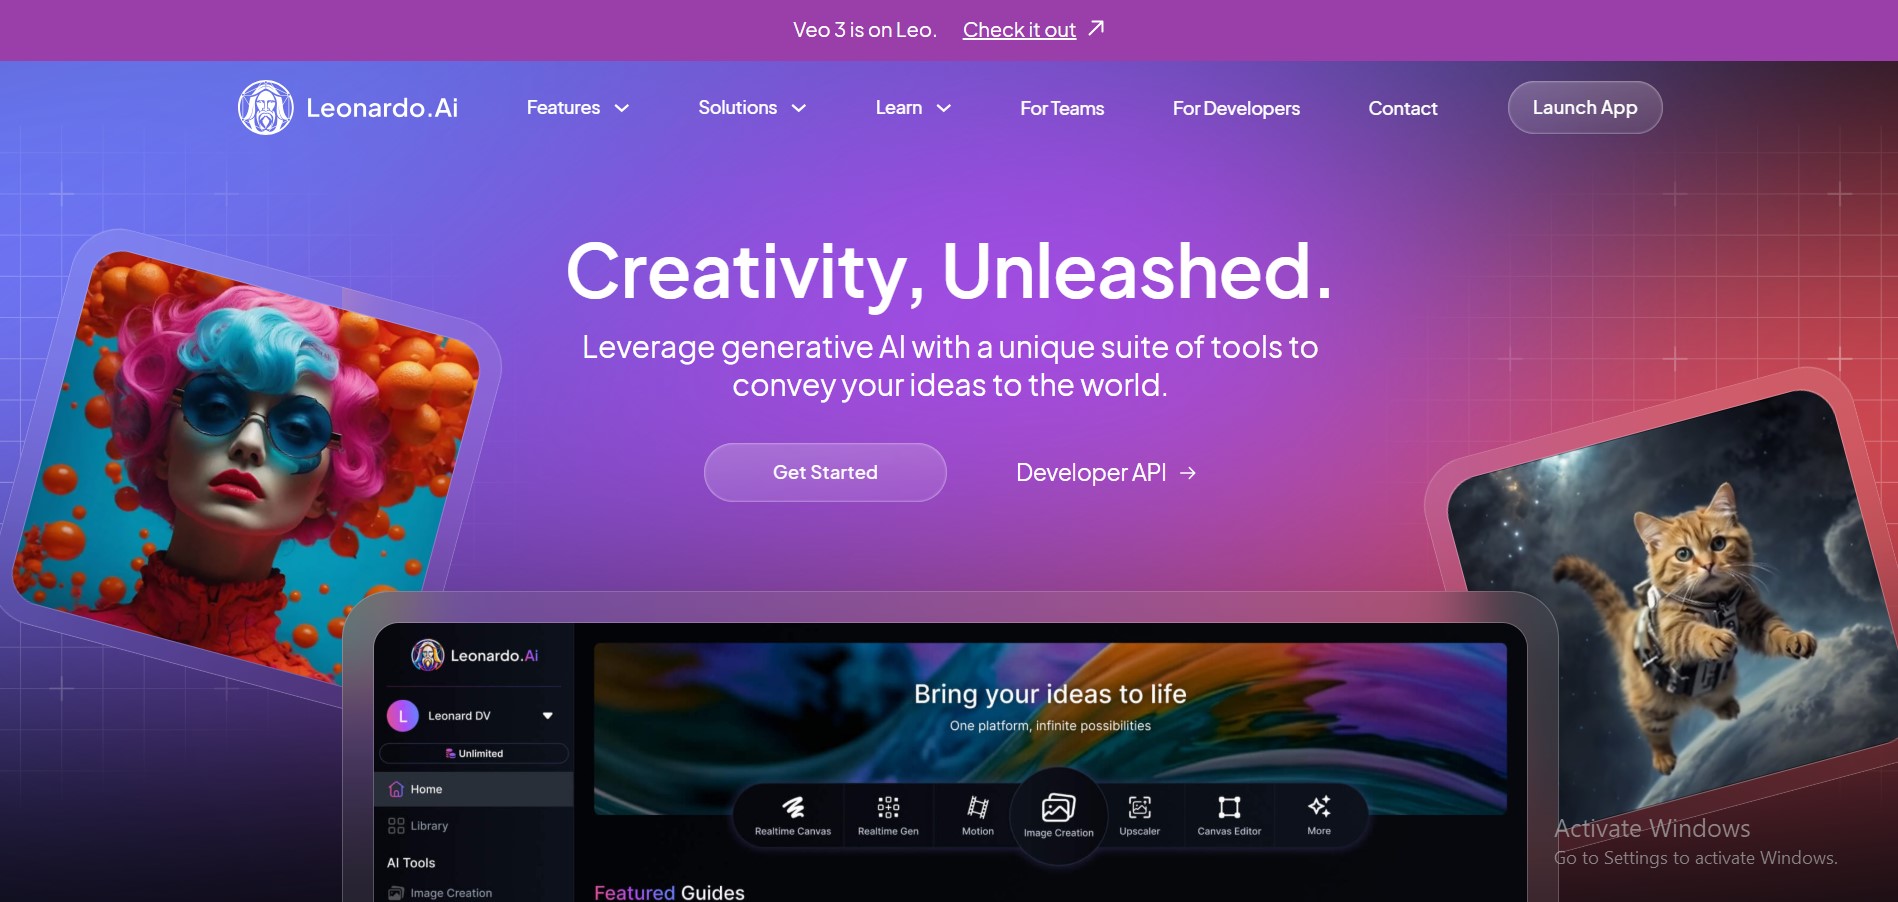 Veo 3 is on Leo. Check it out
Leonardo.Ai
Features
Solutions
Learn
For Teams
For Developers
Contact
Launch App
Creativity, Unleashed.
Leverage generative AI with a unique suite of tools to
convey your ideas to the world.
Get Started
Developer API
Leonardo.Ai
L
Leonard DV
Unlimited
Home
Library
AI Tools
Image Creation
Bring your ideas to life
One platform, infinite possibilities
Realtime Canvas
Realtime Gen
Motion
Image Creation
Upscaler
Canvas Editor
More
Featured Guides
Activate Windows
Go to Settings to activate Windows.